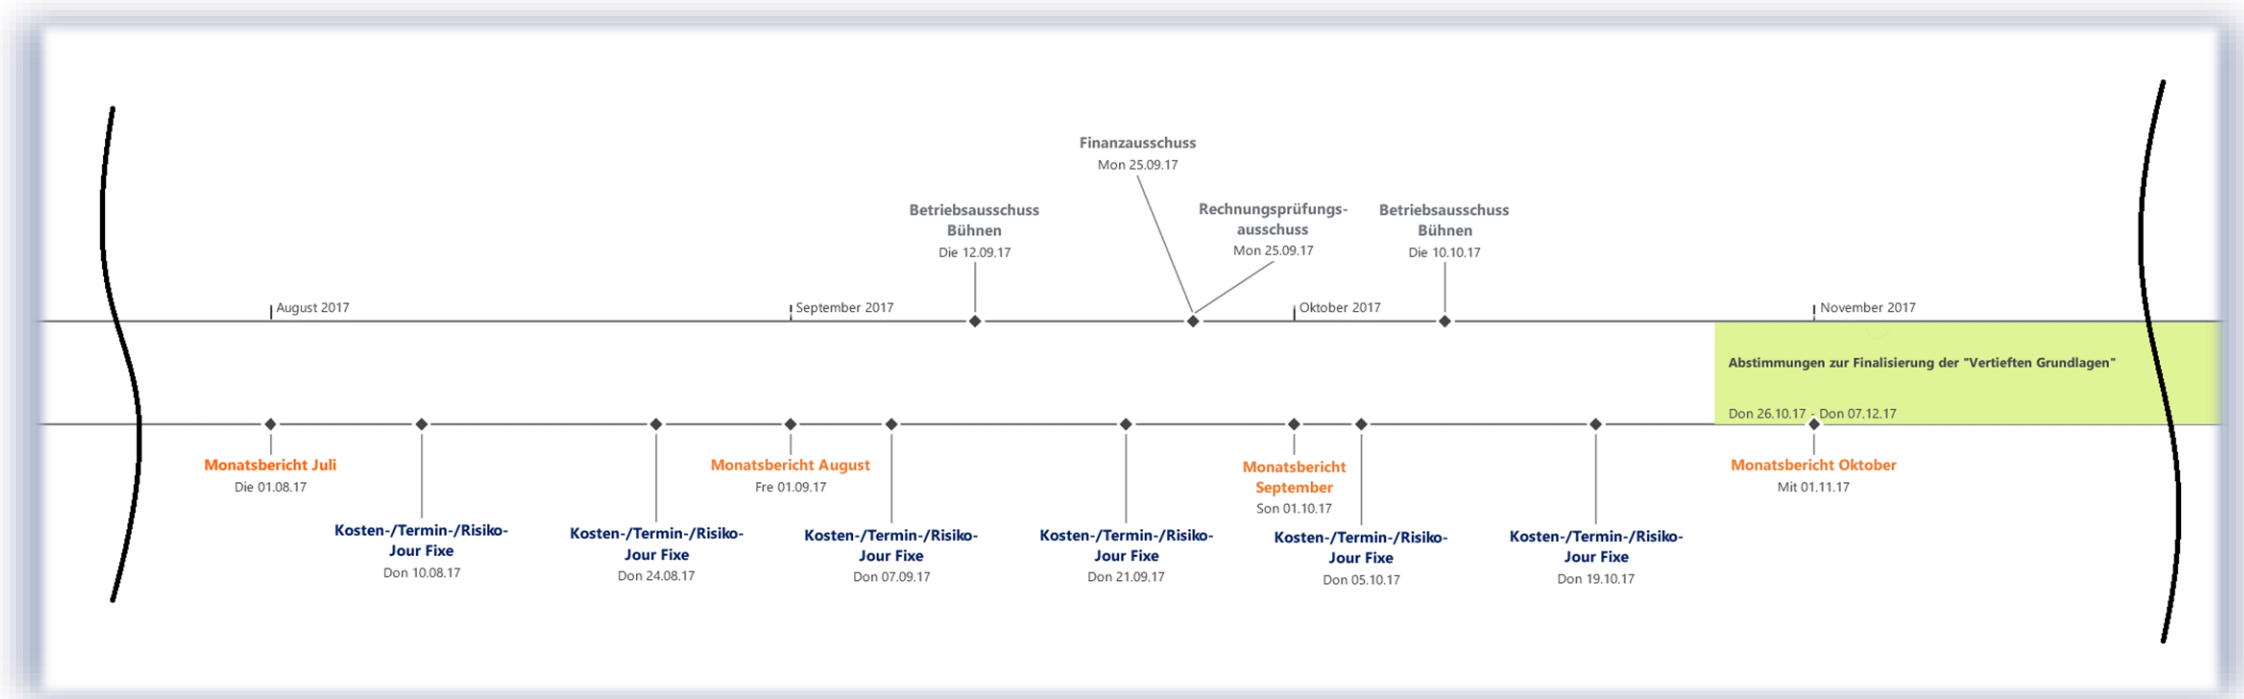 Finanzausschuss
Mon 25.09.17
Betriebsausschuss
Bühnen
Die 12.09.17
Rechnungsprüfungs-
ausschuss
Mon 25.09.17
Betriebsausschuss
Bühnen
Die 10.10.17
August 2017
September 2017
Oktober 2017
November 2017
Abstimmungen zur Finalisierung der "Vertieften Grundlagen"
Don 26.10.17 - Don 07.12.17
Monatsbericht Juli
Die 01.08.17
Monatsbericht August
Fre 01.09.17
Monatsbericht
September
Son 01.10.17
Monatsbericht Oktober
Mit 01.11.17
Kosten-/Termin-/Risiko-
Jour Fixe
Don 10.08.17
Kosten-/Termin-/Risiko-
Jour Fixe
Don 24.08.17
Kosten-/Termin-/Risiko-
Jour Fixe
Don 07.09.17
Kosten-/Termin-/Risiko-
Jour Fixe
Don 21.09.17
Kosten-/Termin-/Risiko-
Jour Fixe
Don 05.10.17
Kosten-/Termin-/Risiko-
Jour Fixe
Don 19.10.17